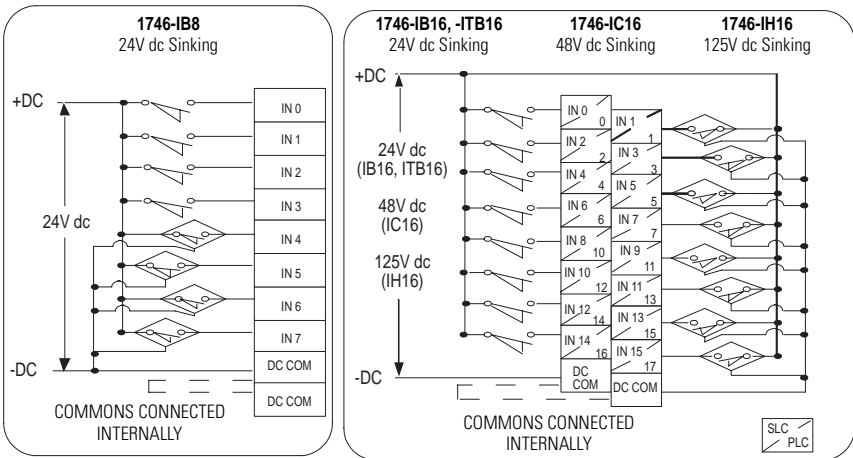 1746-IB8
24V dc Sinking
+DC
24V dc
-DC
IN 0
IN 1
IN 2
IN 3
IN 4
IN 5
IN 6
IN 7
DC COM
DC COM
COMMONS CONNECTED
INTERNALLY
1746-IB16, -ITB16
24V dc Sinking
1746-IC16
48V dc Sinking
1746-IH16
125V dc Sinking
+DC
24V dc
(IB16, ITB16)
48V dc
(IC16)
125V dc
(IH16)
-DC
IN 0 0
IN 1 1
IN 2 2
IN 3 3
IN 4 4
IN 5 5
IN 6 6
IN 7 7
IN 8 10
IN 9 11
IN 10 12
IN 11 13
IN 12 14
IN 13 15
IN 14 16
IN 15 17
DC
COM
DC COM
COMMONS CONNECTED
INTERNALLY
SLC
PLC